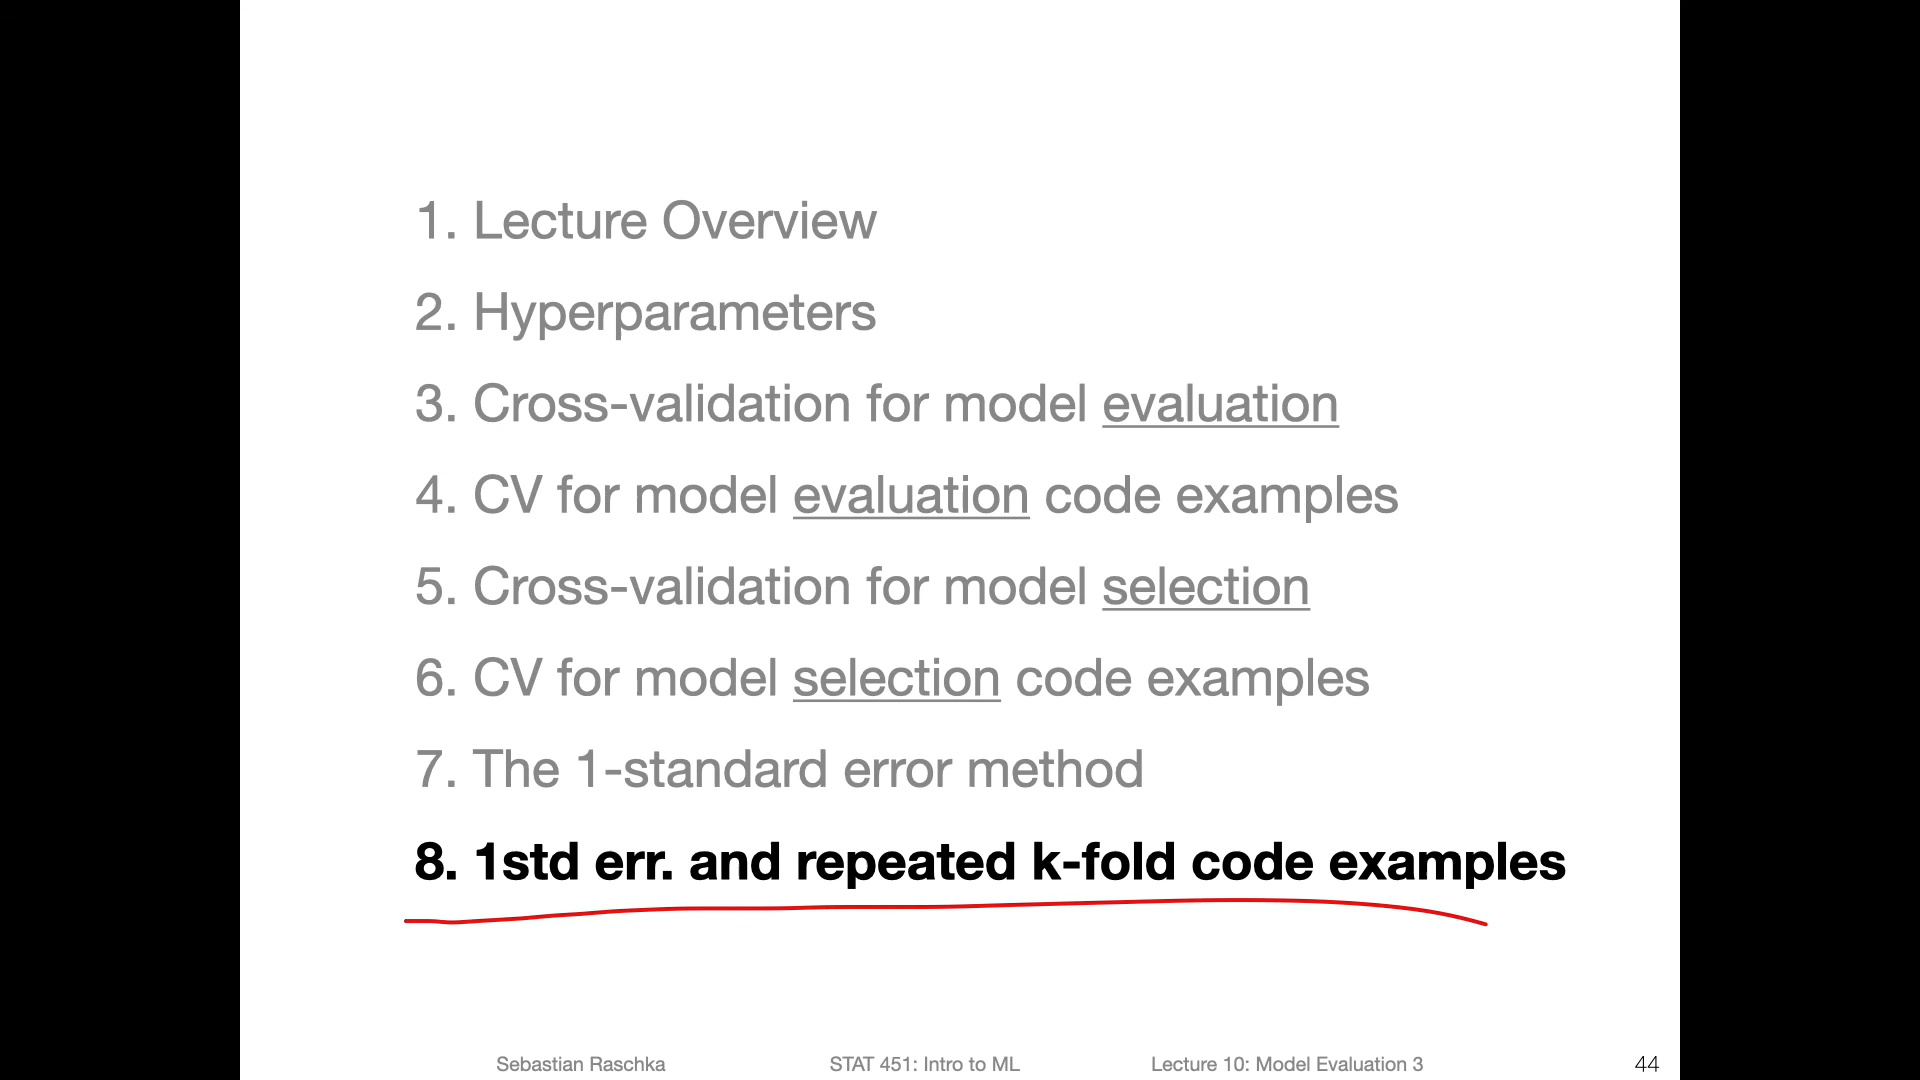 1. Lecture Overview
2. Hyperparameters
3. Cross-validation for model evaluation
4. CV for model evaluation code examples
5. Cross-validation for model selection
6. CV for model selection code examples
7. The 1-standard error method
8. 1std err. and repeated k-fold code examples
Sebastian Raschka STAT 451: Intro to ML Lecture 10: Model Evaluation 3 44